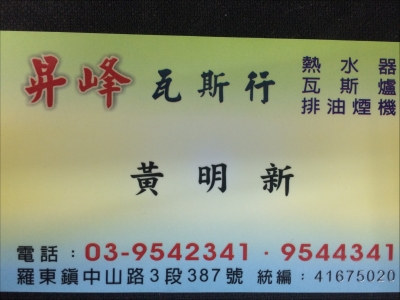 昇峰 瓦斯行
熱水器
瓦斯爐
排油煙機
黃明新
電話：03-9542341·9544341
羅東鎮中山路3段387號 統編：41675020